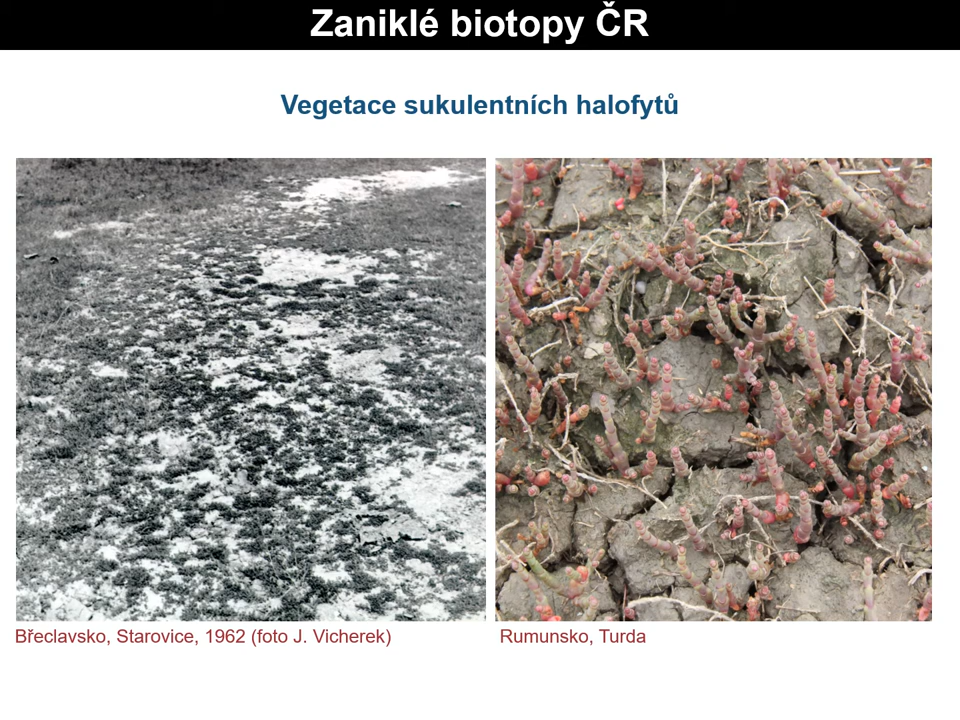 Zaniklé biotopy ČR
Vegetace sukulentních halofytů
Břeclavsko, Starovice, 1962 (foto J. Vicherek)
Rumunsko, Turda